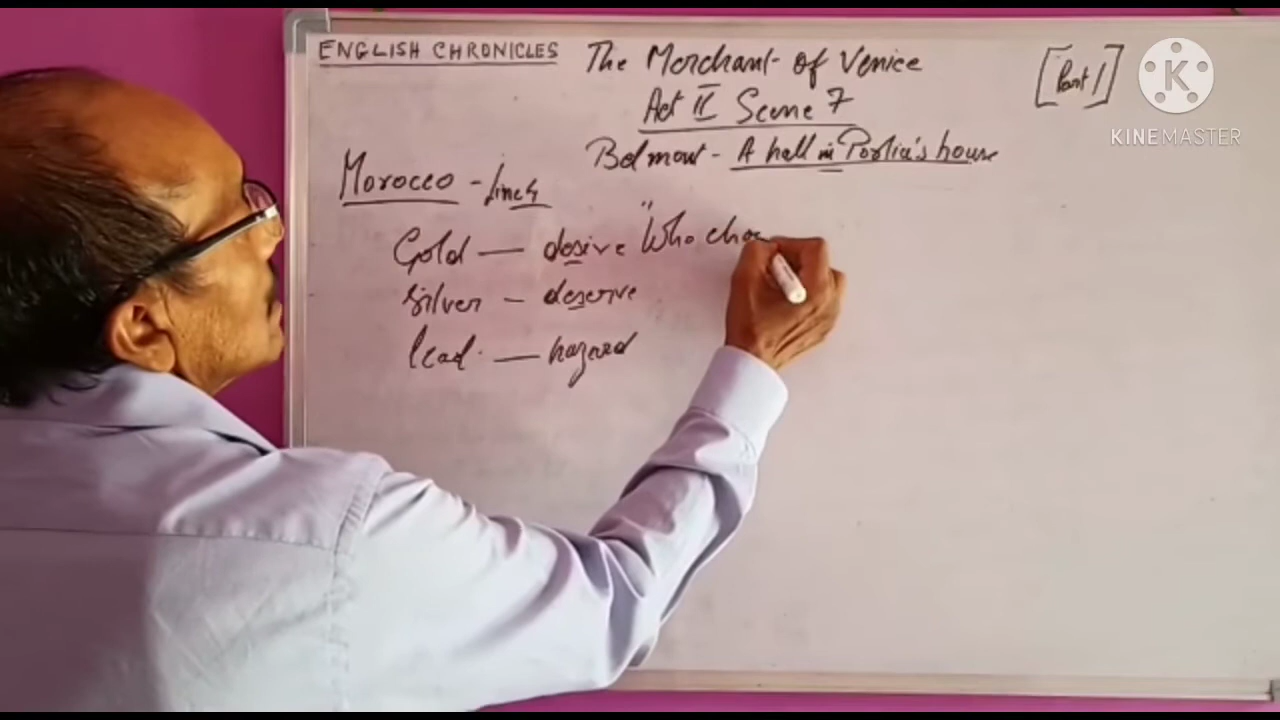 ENGLISH CHRONICLES
The Merchant of Venice
[Part 1]
K
KINEMASTER
Act II Scene 7
Belmont - A hall in Portia's house
Morocco - lines
Gold — desire "Who choo
Silver - deserve
lead. — hazard